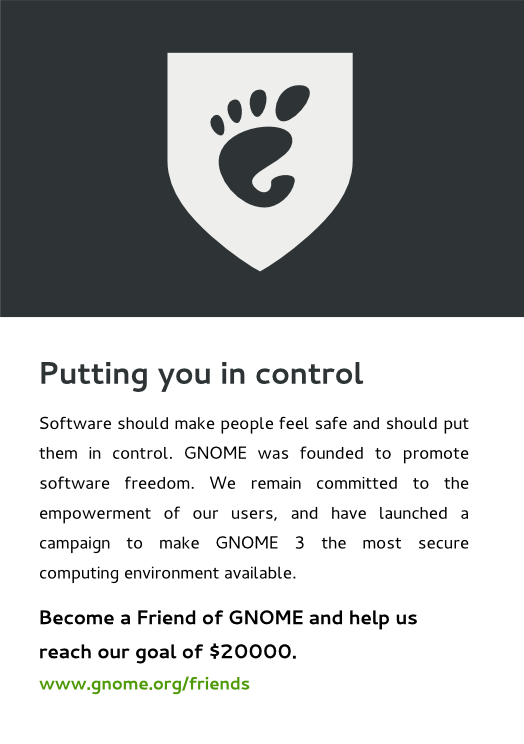 Putting you in control
Software should make people feel safe and should put
them in control. GNOME was founded to promote
software freedom. We remain committed to the
empowerment of our users, and have launched a
campaign to make GNOME 3 the most secure
computing environment available.
Become a Friend of GNOME and help us
reach our goal of $20000.
www.gnome.org/friends